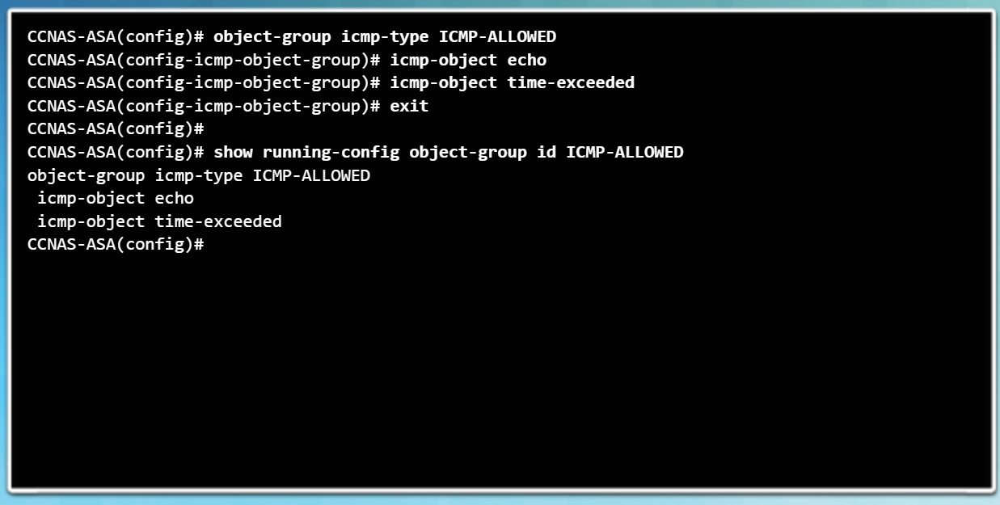 CCNAS-ASA(config)# object-group icmp-type ICMP-ALLOWED
CCNAS-ASA(config-icmp-object-group)# icmp-object echo
CCNAS-ASA(config-icmp-object-group)# icmp-object time-exceeded
CCNAS-ASA(config-icmp-object-group)# exit
CCNAS-ASA(config)#
CCNAS-ASA(config)# show running-config object-group id ICMP-ALLOWED
object-group icmp-type ICMP-ALLOWED
 icmp-object echo
 icmp-object time-exceeded
CCNAS-ASA(config)#